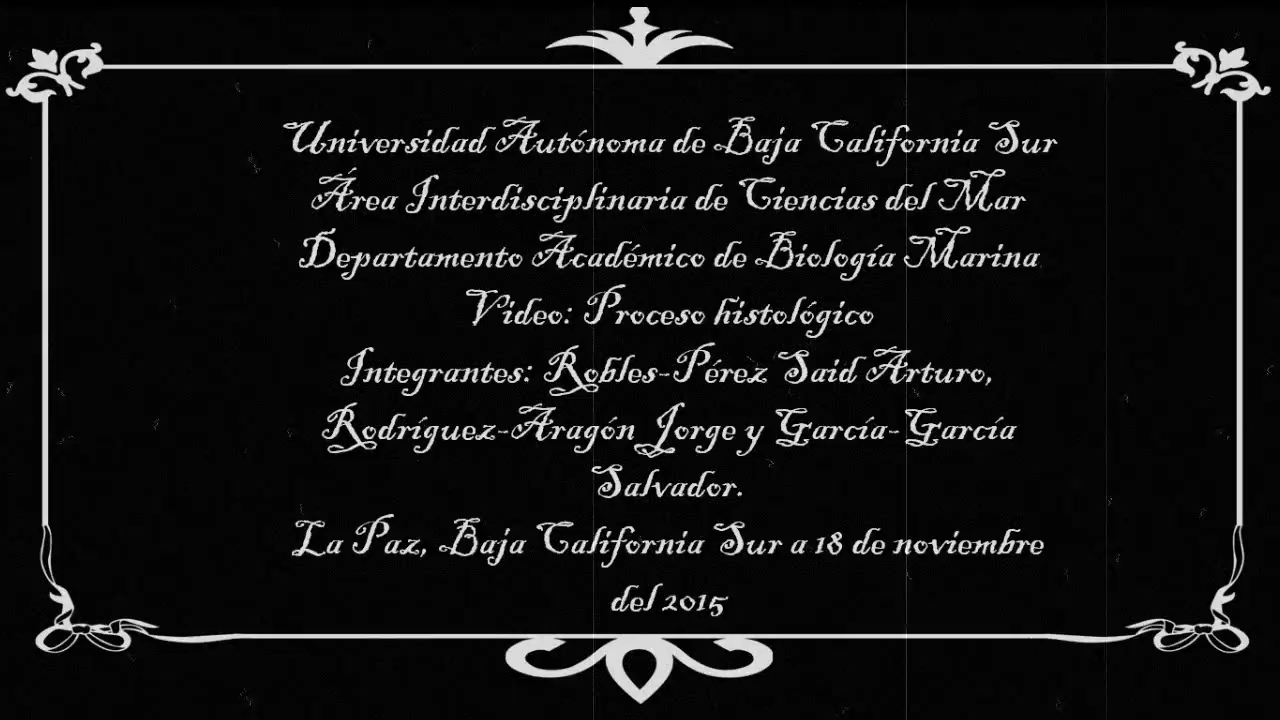 Universidad Autónoma de Baja California Sur
Área Interdisciplinaria de Ciencias del Mar
Departamento Académico de Biología Marina
Video: Proceso histológico
Integrantes: Robles-Pérez Said Arturo,
Rodríguez-Aragón Jorge y García-García
Salvador.
La Paz, Baja California Sur a 18 de noviembre
del 2015